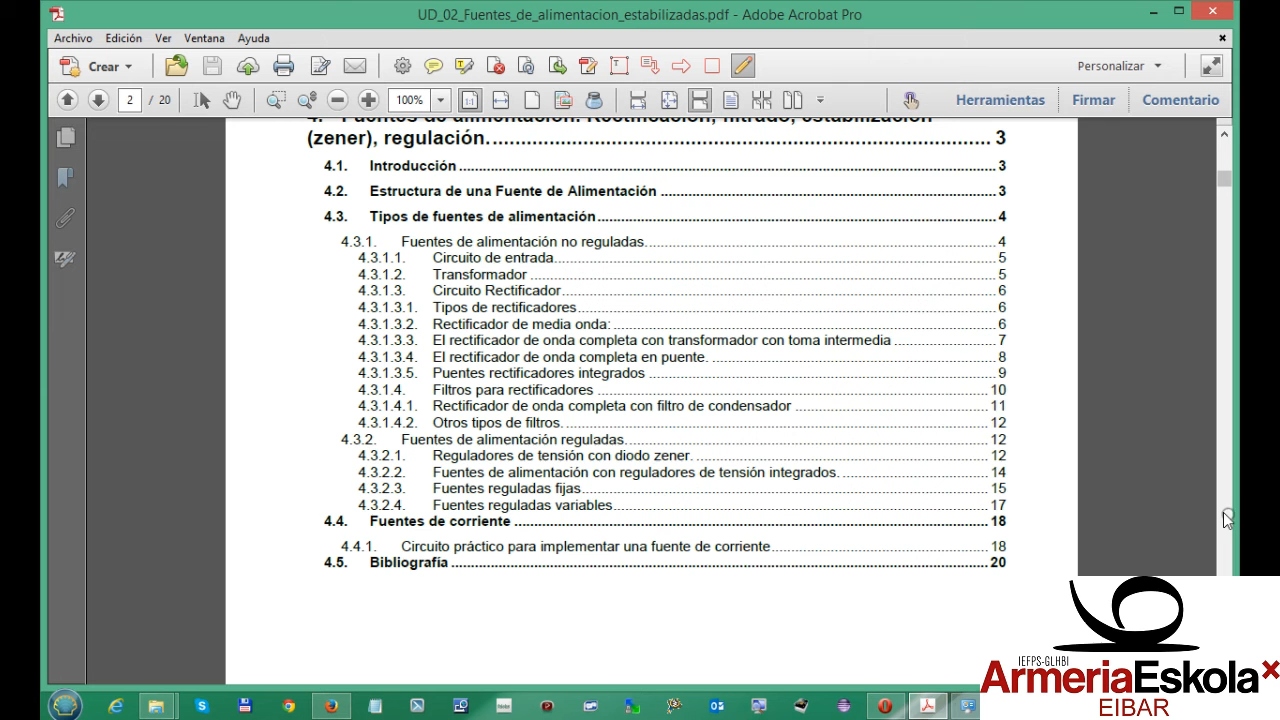 UD_02_Fuentes_de_alimentacion_estabilizadas.pdf - Adobe Acrobat Pro
Archivo Edición Ver Ventana Ayuda
Crear Personalizar
2 / 20 100% Herramientas Firmar Comentario
4. Fuentes de alimentación. Rectificación, filtrado, estabilización
(zener), regulación. 3
4.1. Introducción 3
4.2. Estructura de una Fuente de Alimentación 3
4.3. Tipos de fuentes de alimentación 4
4.3.1. Fuentes de alimentación no reguladas. 4
4.3.1.1. Circuito de entrada 5
4.3.1.2. Transformador 5
4.3.1.3. Circuito Rectificador 6
4.3.1.3.1. Tipos de rectificadores 6
4.3.1.3.2. Rectificador de media onda: 6
4.3.1.3.3. El rectificador de onda completa con transformador con toma intermedia 7
4.3.1.3.4. El rectificador de onda completa en puente. 8
4.3.1.3.5. Puentes rectificadores integrados 9
4.3.1.4. Filtros para rectificadores 10
4.3.1.4.1. Rectificador de onda completa con filtro de condensador 11
4.3.1.4.2. Otros tipos de filtros. 12
4.3.2. Fuentes de alimentación reguladas. 12
4.3.2.1. Reguladores de tensión con diodo zener. 12
4.3.2.2. Fuentes de alimentación con reguladores de tensión integrados. 14
4.3.2.3. Fuentes reguladas fijas 15
4.3.2.4. Fuentes reguladas variables 17
4.4. Fuentes de corriente 18
4.4.1. Circuito práctico para implementar una fuente de corriente 18
4.5. Bibliografía 20
IEFPS-GLHBI
ArmeriaEskola
EIBAR